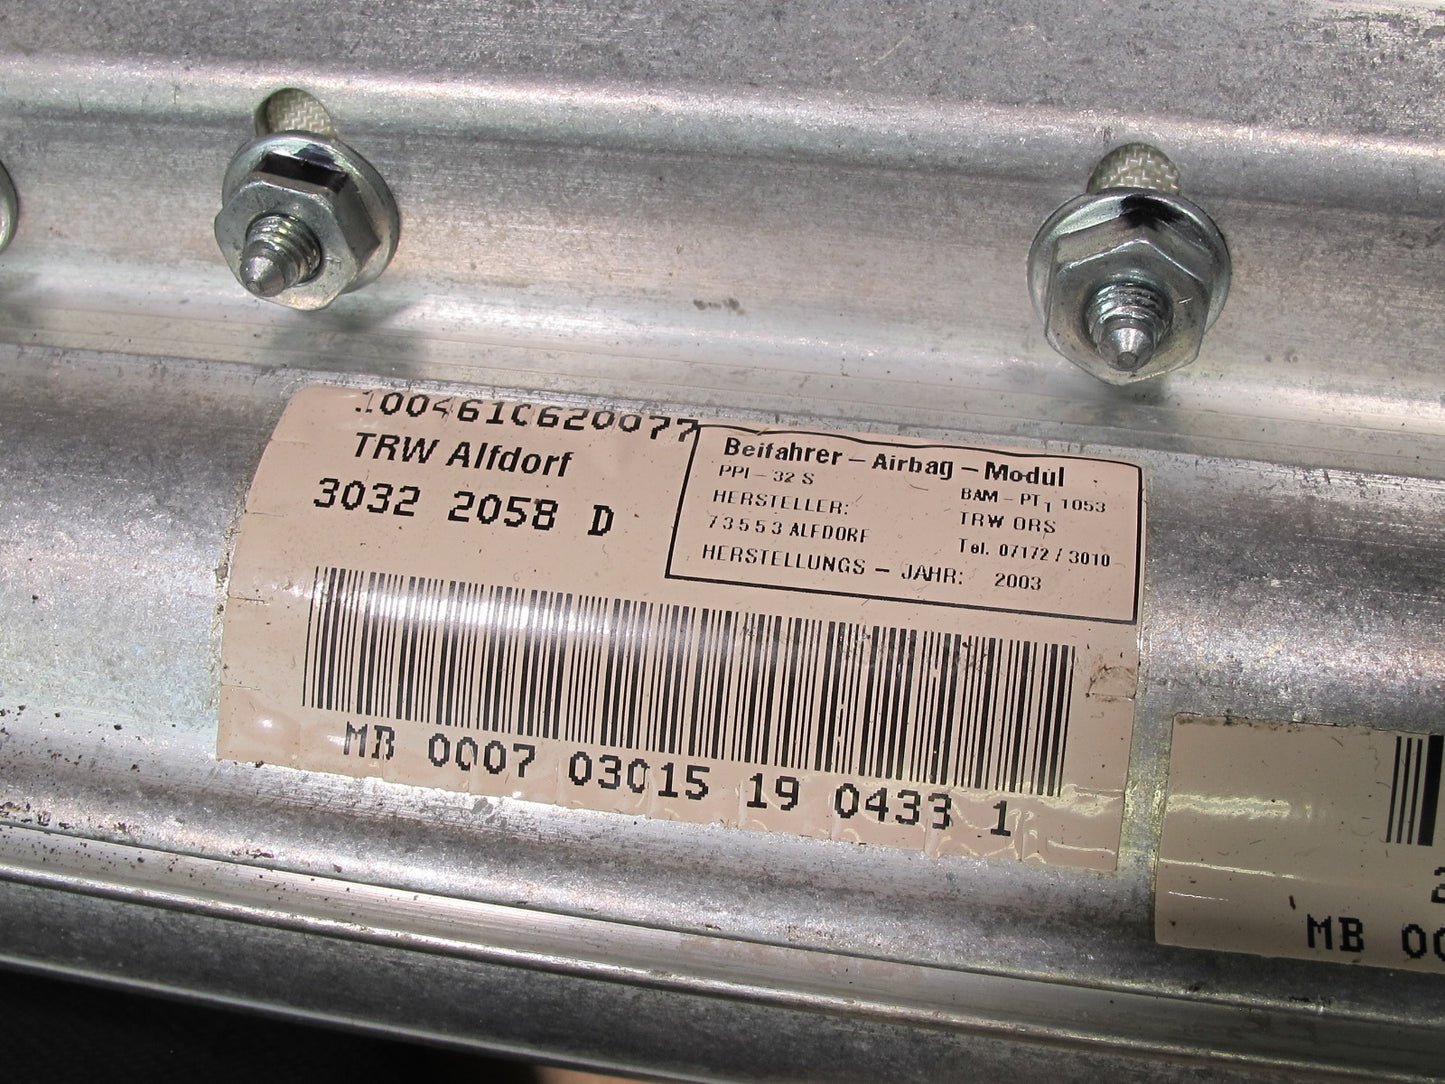 100461C620077
TRW Alfdorf
3032 2058 D
Beifahrer – Airbag – Modul
PPI – 32 S
BAM – PT₁ 1053
HERSTELLER:
TRW ORS
73553 ALFDORF
Tel. 07172 / 3010
HERSTELLUNGS – JAHR: 2003
MB 0007 03015 19 0433 1
MB